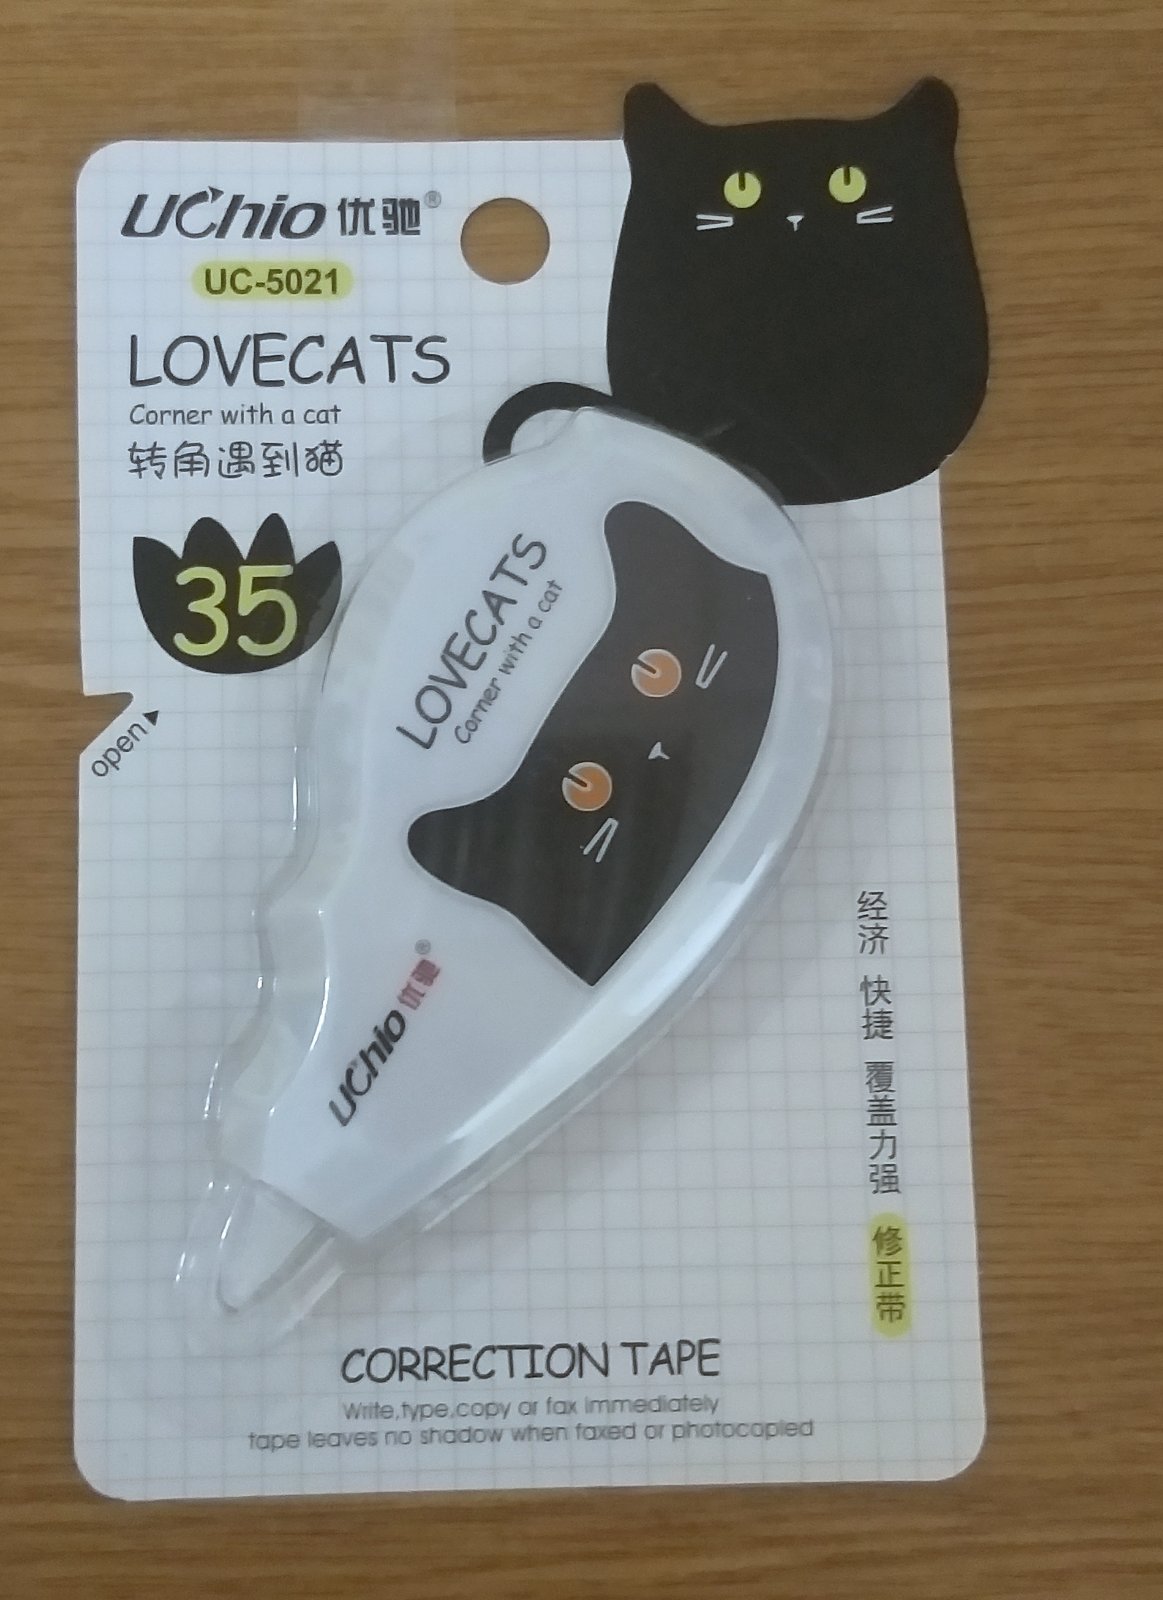 UChio 优驰®
UC-5021
LOVECATS
Corner with a cat
转角遇到猫
35
open
LOVECATS
Corner with a cat
UChio 优驰®
经济 快捷 覆盖力强
修正带
CORRECTION TAPE
Write,type,copy or fax immediately
tape leaves no shadow when faxed or photocopied